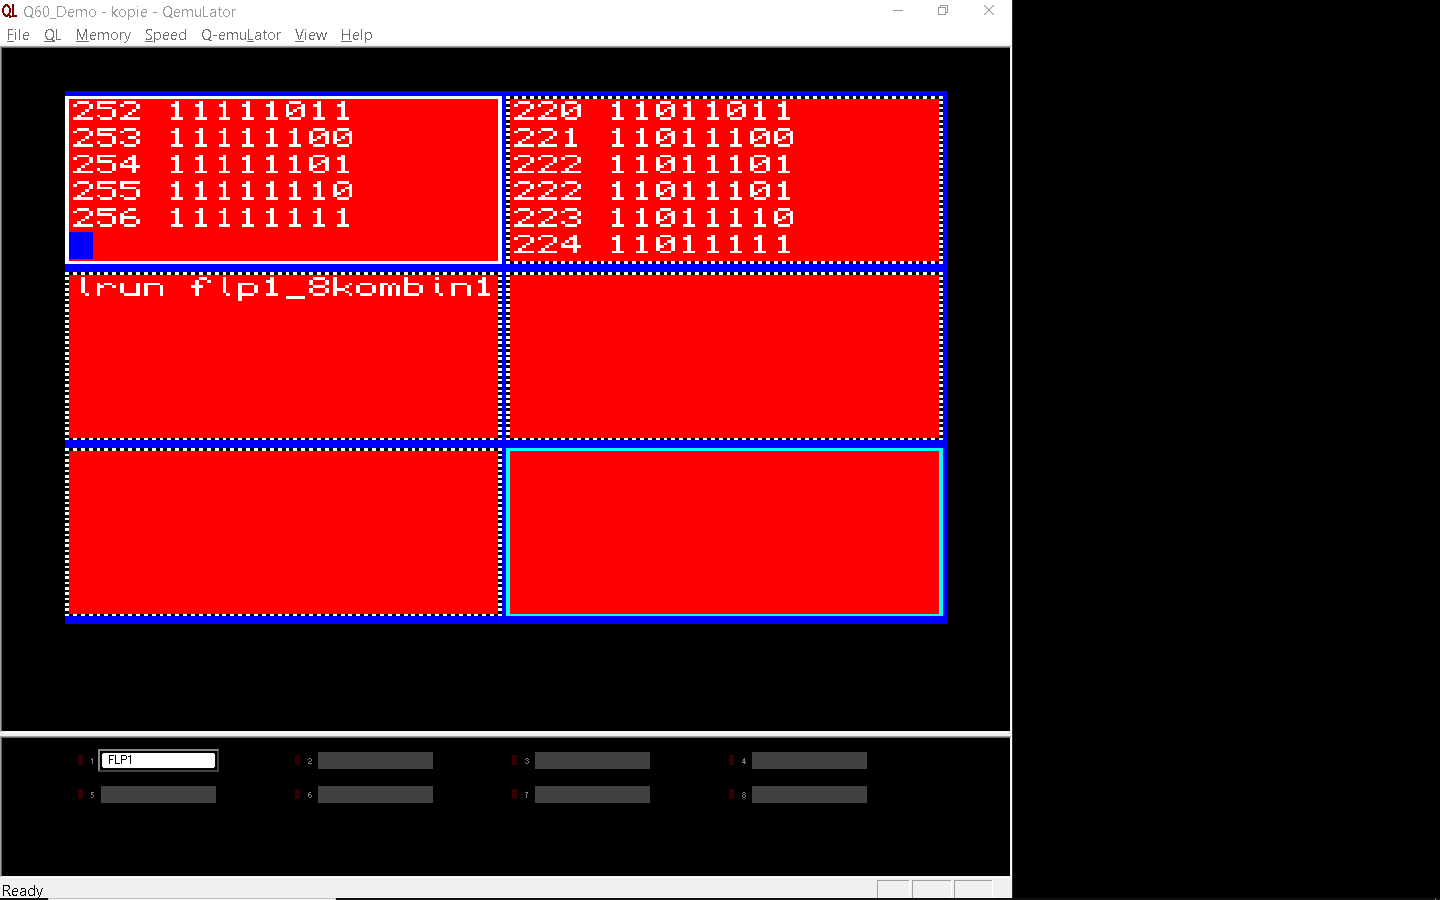 QL Q60_Demo - kopie - QemuLator
File QL Memory Speed Q-emuLator View Help
252 11111011
253 11111100
254 11111101
255 11111110
256 11111111
220 11011011
221 11011100
222 11011101
222 11011101
223 11011110
224 11011111
lrun flp1_8kombin1
1 FLP1 2 3 4
5 6 7 8
Ready